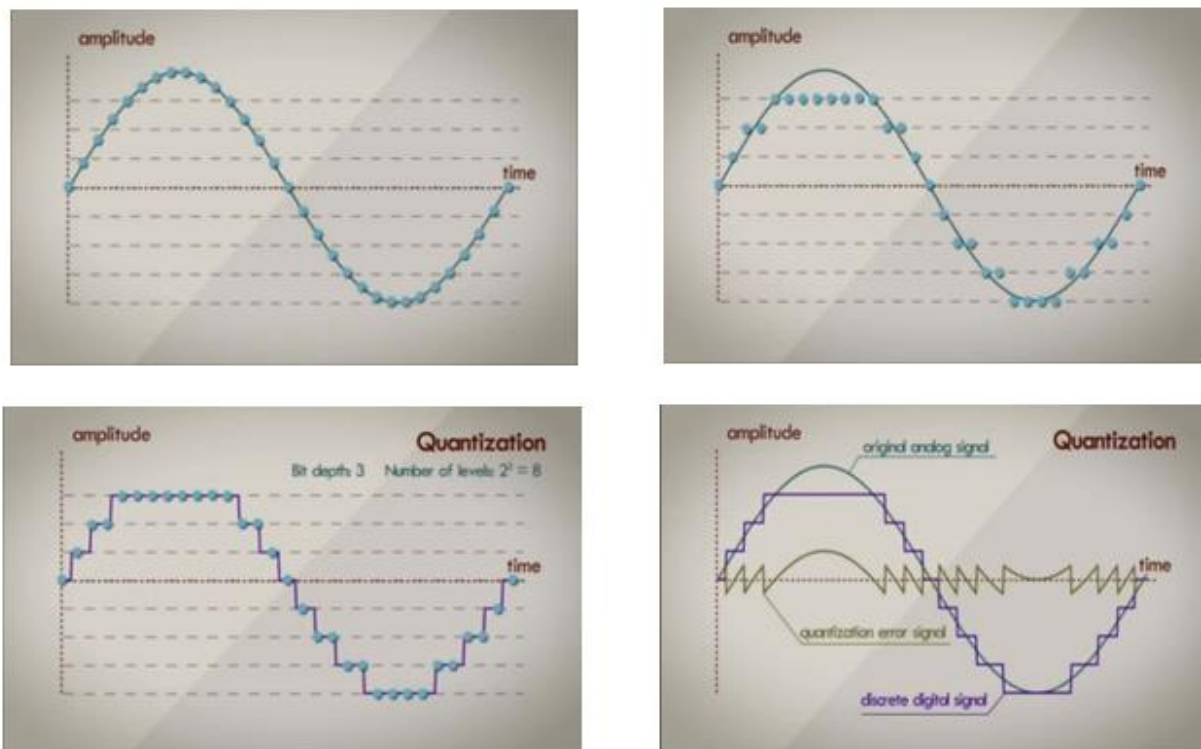 amplitude
time
amplitude
time
amplitude
Quantization
Bit depth: 3 Number of levels: 2³ = 8
time
amplitude
Quantization
original analog signal
time
quantization error signal
discrete digital signal